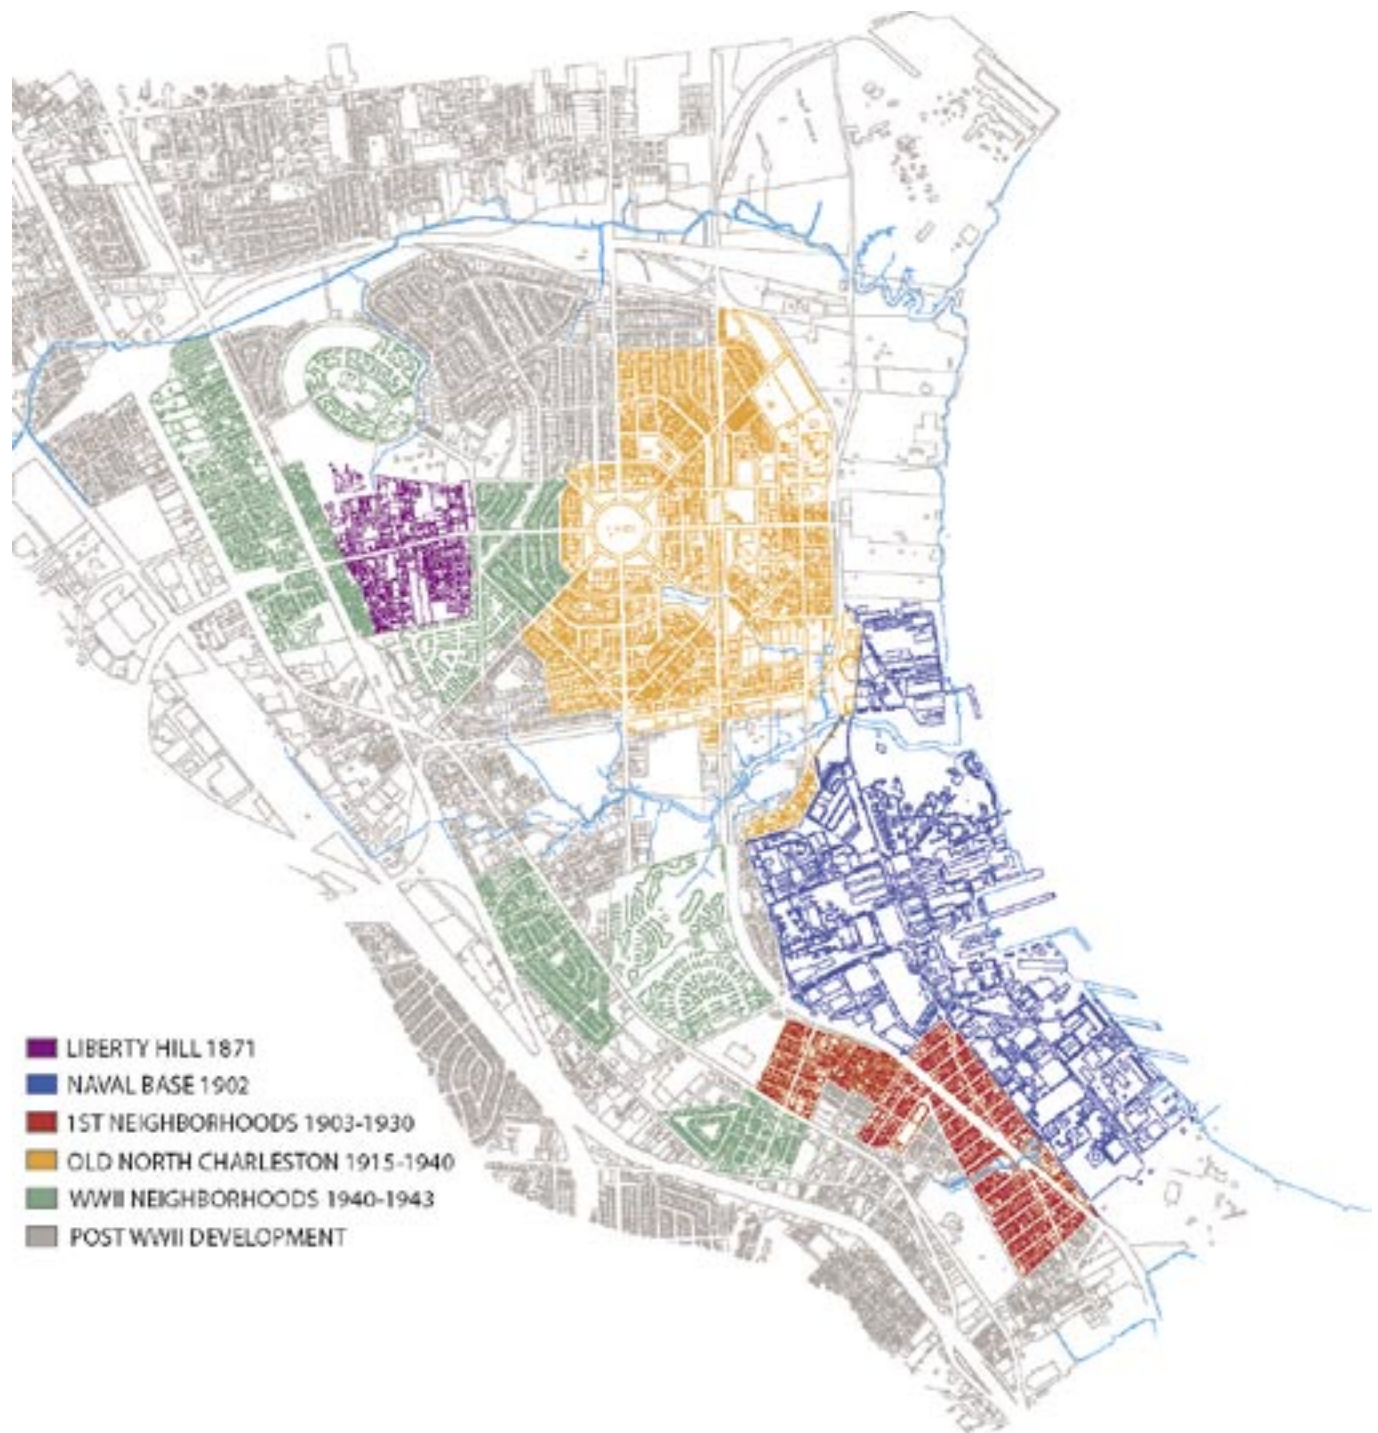 LIBERTY HILL 1871
NAVAL BASE 1902
1ST NEIGHBORHOODS 1903-1930
OLD NORTH CHARLESTON 1915-1940
WWII NEIGHBORHOODS 1940-1943
POST WWII DEVELOPMENT